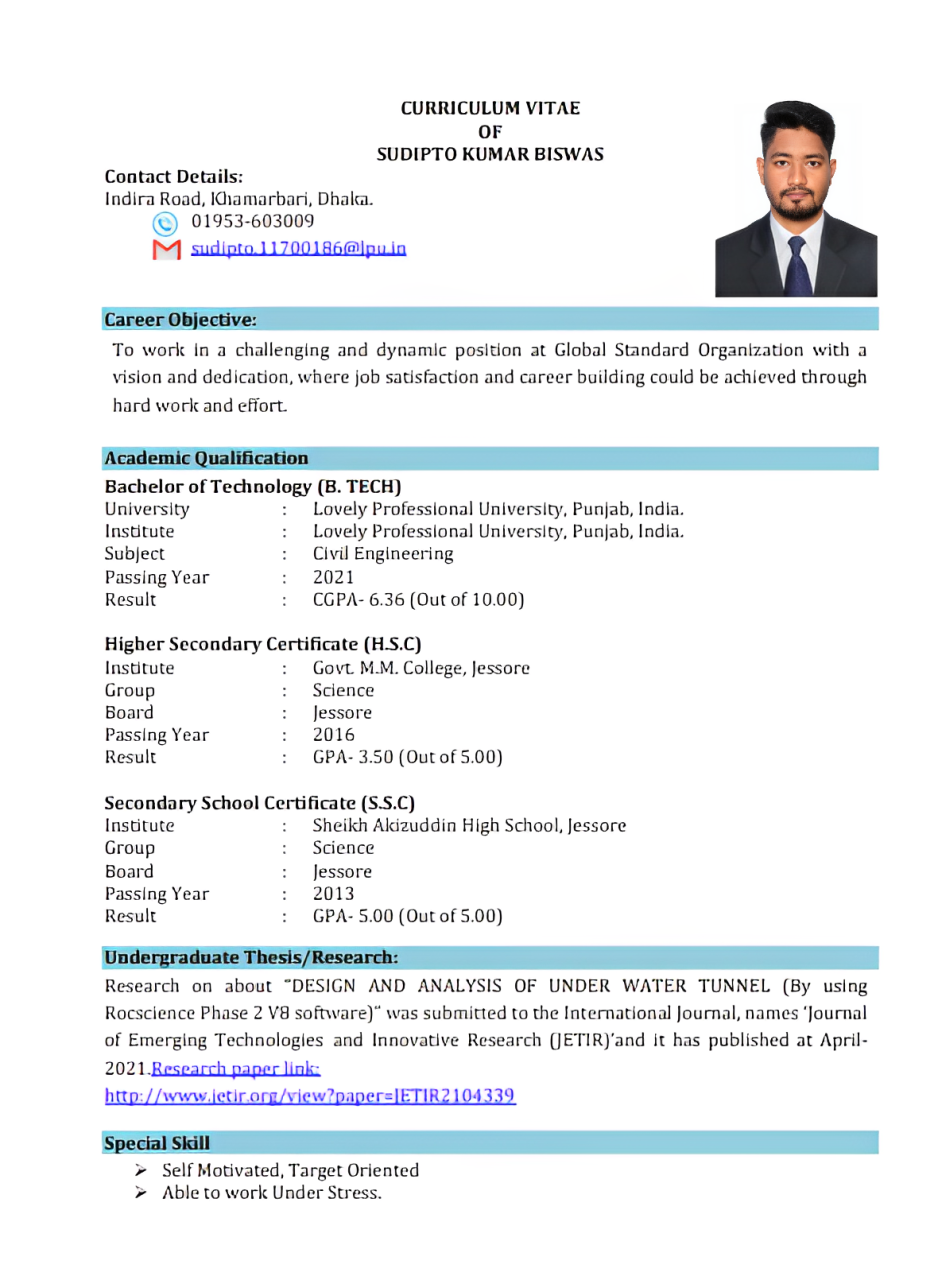 CURRICULUM VITAE
OF
SUDIPTO KUMAR BISWAS
Contact Details:
Indira Road, Khamarbari, Dhaka.
01953-603009
sudipto.11700186@lpu.in
Career Objective:
To work in a challenging and dynamic position at Global Standard Organization with a
vision and dedication, where job satisfaction and career building could be achieved through
hard work and effort.
Academic Qualification
Bachelor of Technology (B. TECH)
University : Lovely Professional University, Punjab, India.
Institute : Lovely Professional University, Punjab, India.
Subject : Civil Engineering
Passing Year : 2021
Result : CGPA- 6.36 (Out of 10.00)
Higher Secondary Certificate (H.S.C)
Institute : Govt. M.M. College, Jessore
Group : Science
Board : Jessore
Passing Year : 2016
Result : GPA- 3.50 (Out of 5.00)
Secondary School Certificate (S.S.C)
Institute : Sheikh Akizuddin High School, Jessore
Group : Science
Board : Jessore
Passing Year : 2013
Result : GPA- 5.00 (Out of 5.00)
Undergraduate Thesis/Research:
Research on about “DESIGN AND ANALYSIS OF UNDER WATER TUNNEL (By using
Rocscience Phase 2 V8 software)” was submitted to the International Journal, names ‘Journal
of Emerging Technologies and Innovative Research (JETIR)’and it has published at April-
2021.Research paper link:
http://www.jetir.org/view?paper=JETIR2104339
Special Skill
➢ Self Motivated, Target Oriented
➢ Able to work Under Stress.